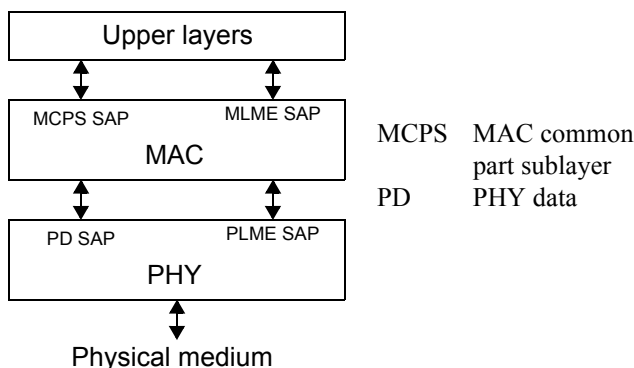 Upper layers
MCPS SAP MLME SAP
MAC
PD SAP PLME SAP
PHY
Physical medium
MCPS MAC common
part sublayer
PD PHY data